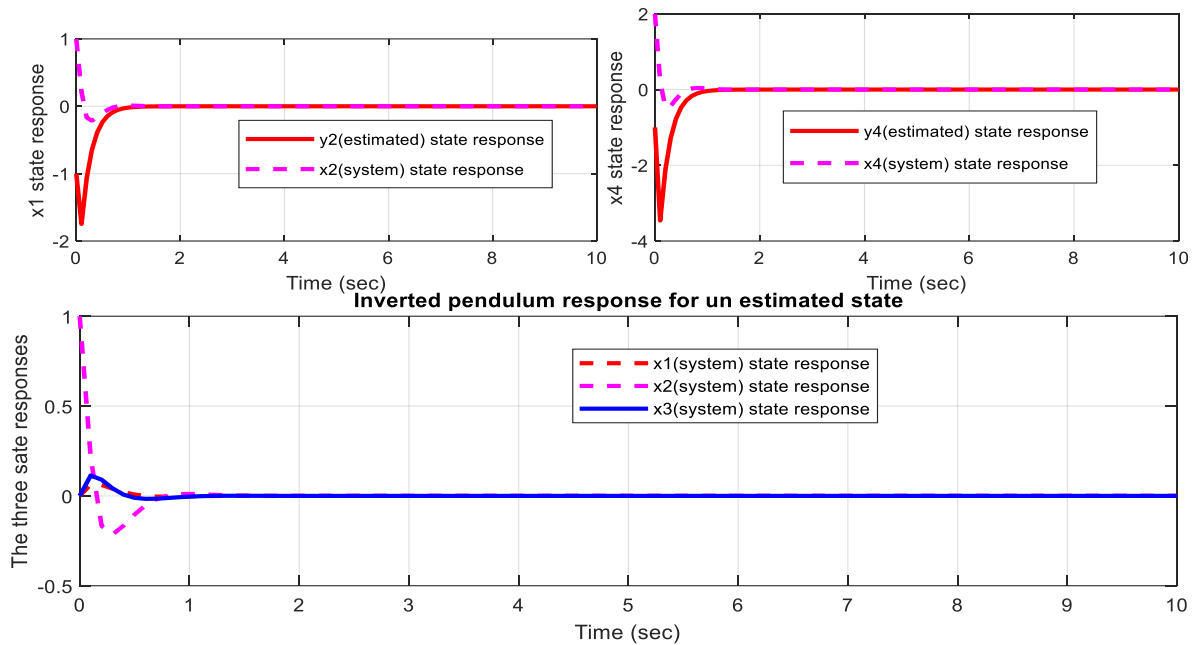 1
0
-1
-2
x1 state response
y2(estimated) state response
x2(system) state response
0
2
4
6
8
10
Time (sec)
2
0
-2
-4
x4 state response
y4(estimated) state response
x4(system) state response
0
2
4
6
8
10
Time (sec)
Inverted pendulum response for un estimated state
1
0.5
0
-0.5
The three sate responses
x1(system) state response
x2(system) state response
x3(system) state response
0
1
2
3
4
5
6
7
8
9
10
Time (sec)